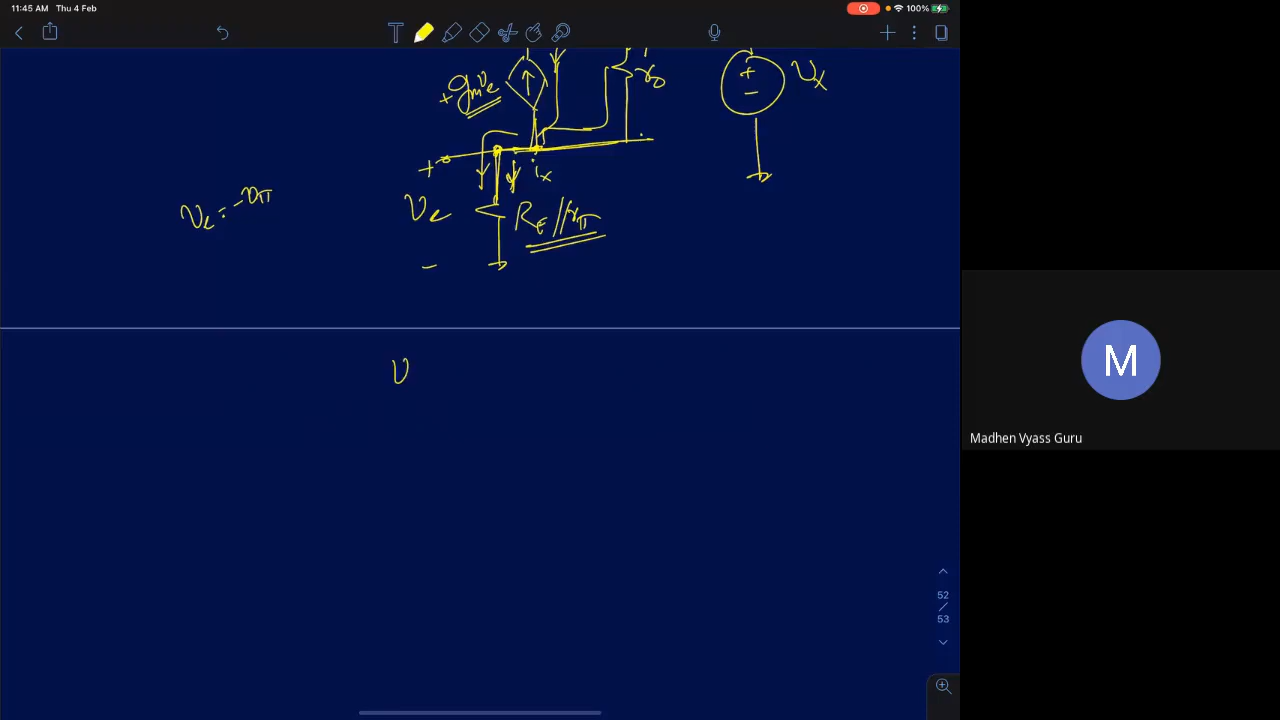 11:45 AM Thu 4 Feb
100%
+ gmve
ro
+
−
Vx
+
ix
ve = −vπ
ve
RE//rπ
−
v
52
/
53
M
Madhen Vyass Guru